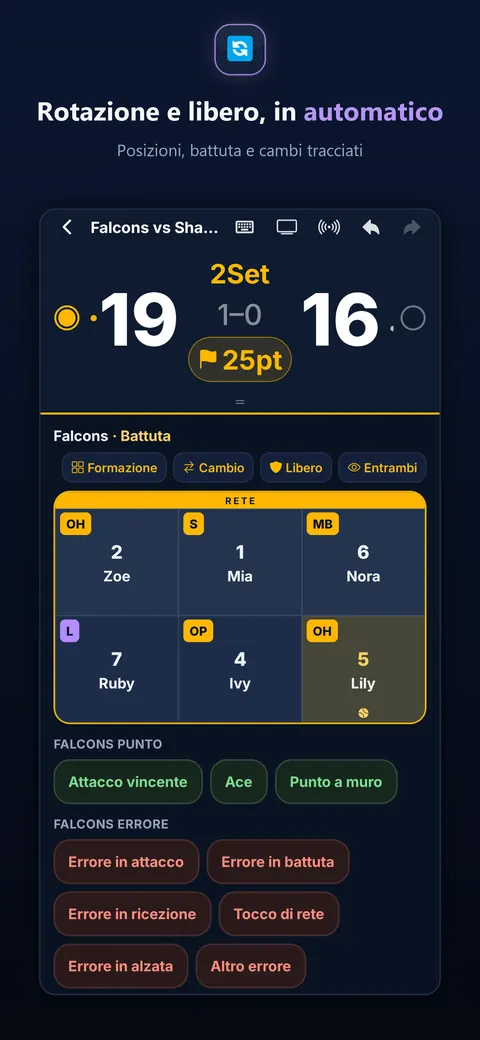 Rotazione e libero, in automatico
Posizioni, battuta e cambi tracciati
Falcons vs Sha...
2Set
19 1–0 16
25pt
Falcons · Battuta
Formazione Cambio Libero Entrambi
RETE
OH S MB
2 1 6
Zoe Mia Nora
L OP OH
7 4 5
Ruby Ivy Lily
FALCONS PUNTO
Attacco vincente Ace Punto a muro
FALCONS ERRORE
Errore in attacco Errore in battuta
Errore in ricezione Tocco di rete
Errore in alzata Altro errore